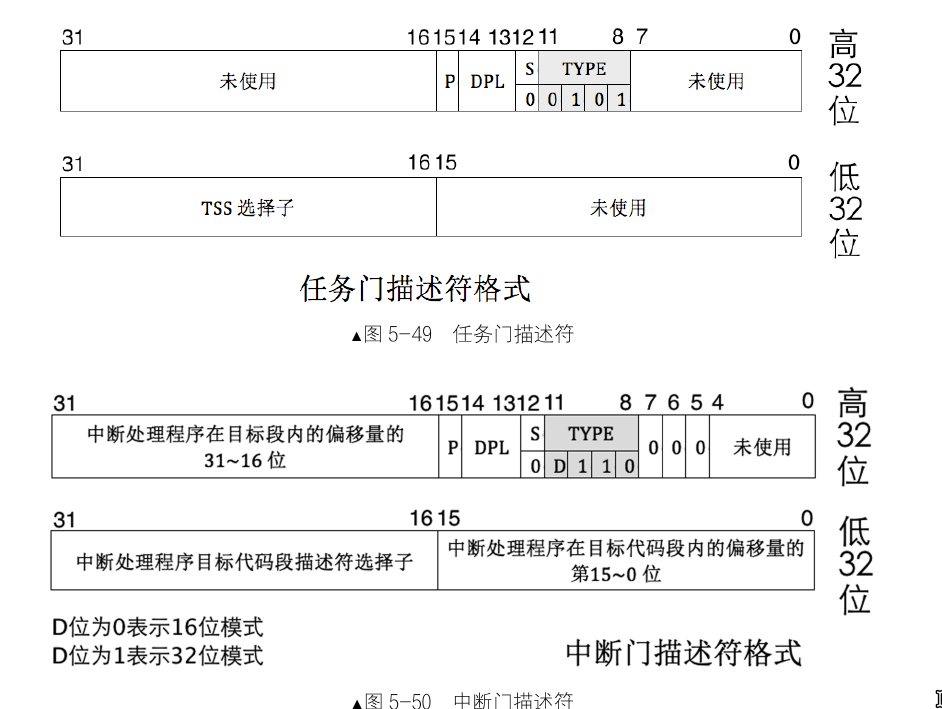 31 16 15 14 13 12 11 8 7 0
未使用 P DPL S TYPE 未使用
0 0 1 0 1
高32位
31 16 15 0
TSS 选择子 未使用
低32位
任务门描述符格式
▲图 5-49 任务门描述符
31 16 15 14 13 12 11 8 7 6 5 4 0
中断处理程序在目标段内的偏移量的
31~16 位
P DPL S TYPE 0 0 0 未使用
0 D 1 1 0
高32位
31 16 15 0
中断处理程序目标代码段描述符选择子
中断处理程序在目标代码段内的偏移量的
第15~0 位
低32位
D位为0表示16位模式
D位为1表示32位模式
中断门描述符格式
▲图 5-50 中断门描述符